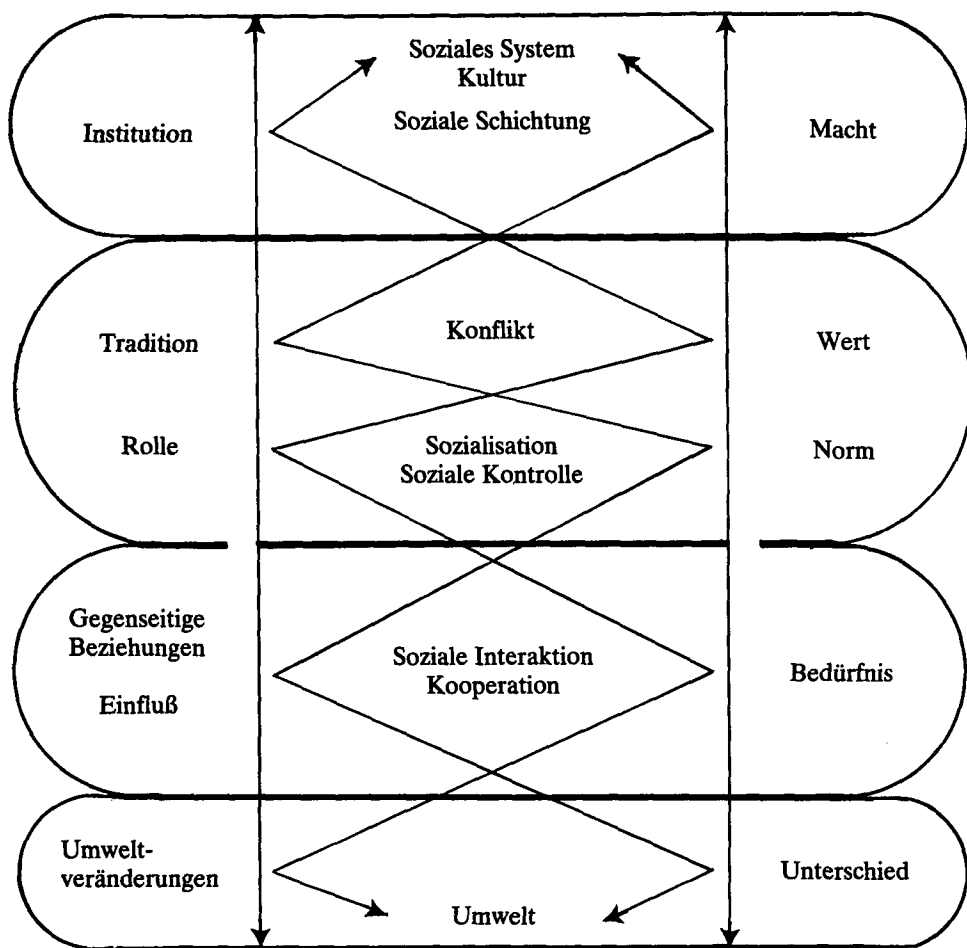 Soziales System
Kultur
Institution
Soziale Schichtung
Macht
Tradition
Konflikt
Wert
Rolle
Sozialisation
Soziale Kontrolle
Norm
Gegenseitige
Beziehungen
Einfluß
Soziale Interaktion
Kooperation
Bedürfnis
Umwelt-
veränderungen
Umwelt
Unterschied